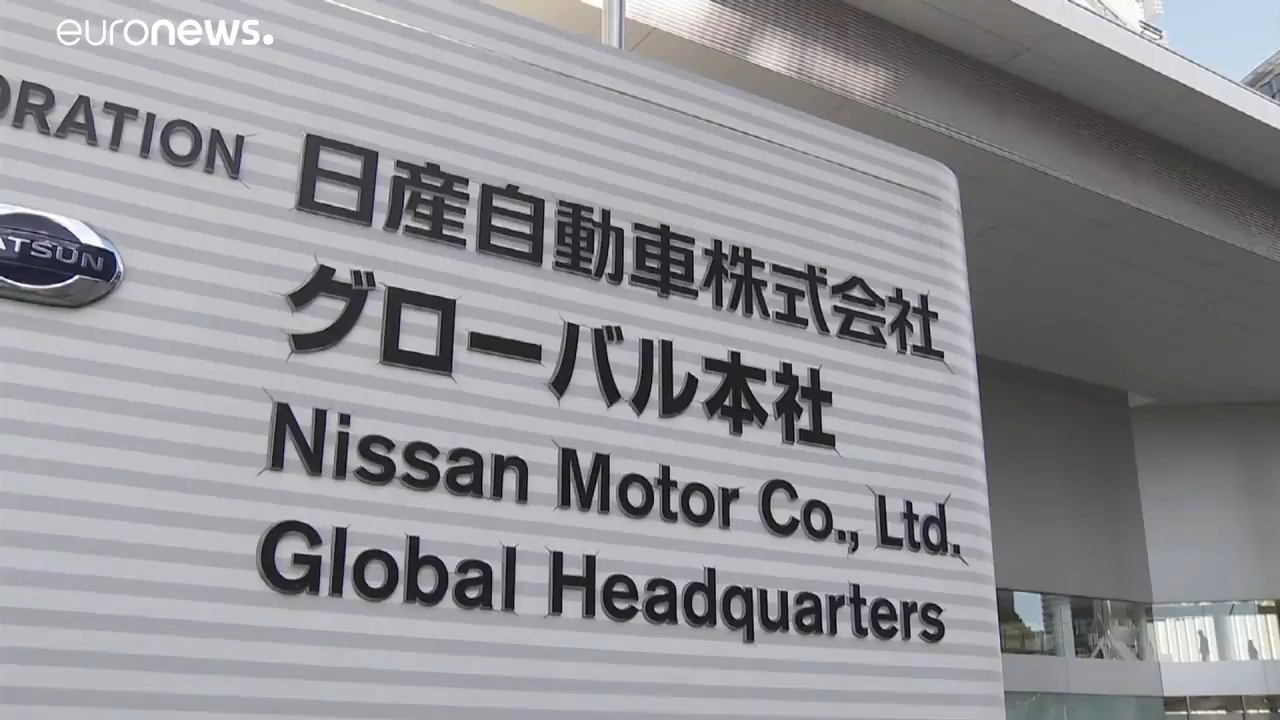 euronews.
ORATION
ATSUN
日産自動車株式会社
グローバル本社
Nissan Motor Co., Ltd.
Global Headquarters